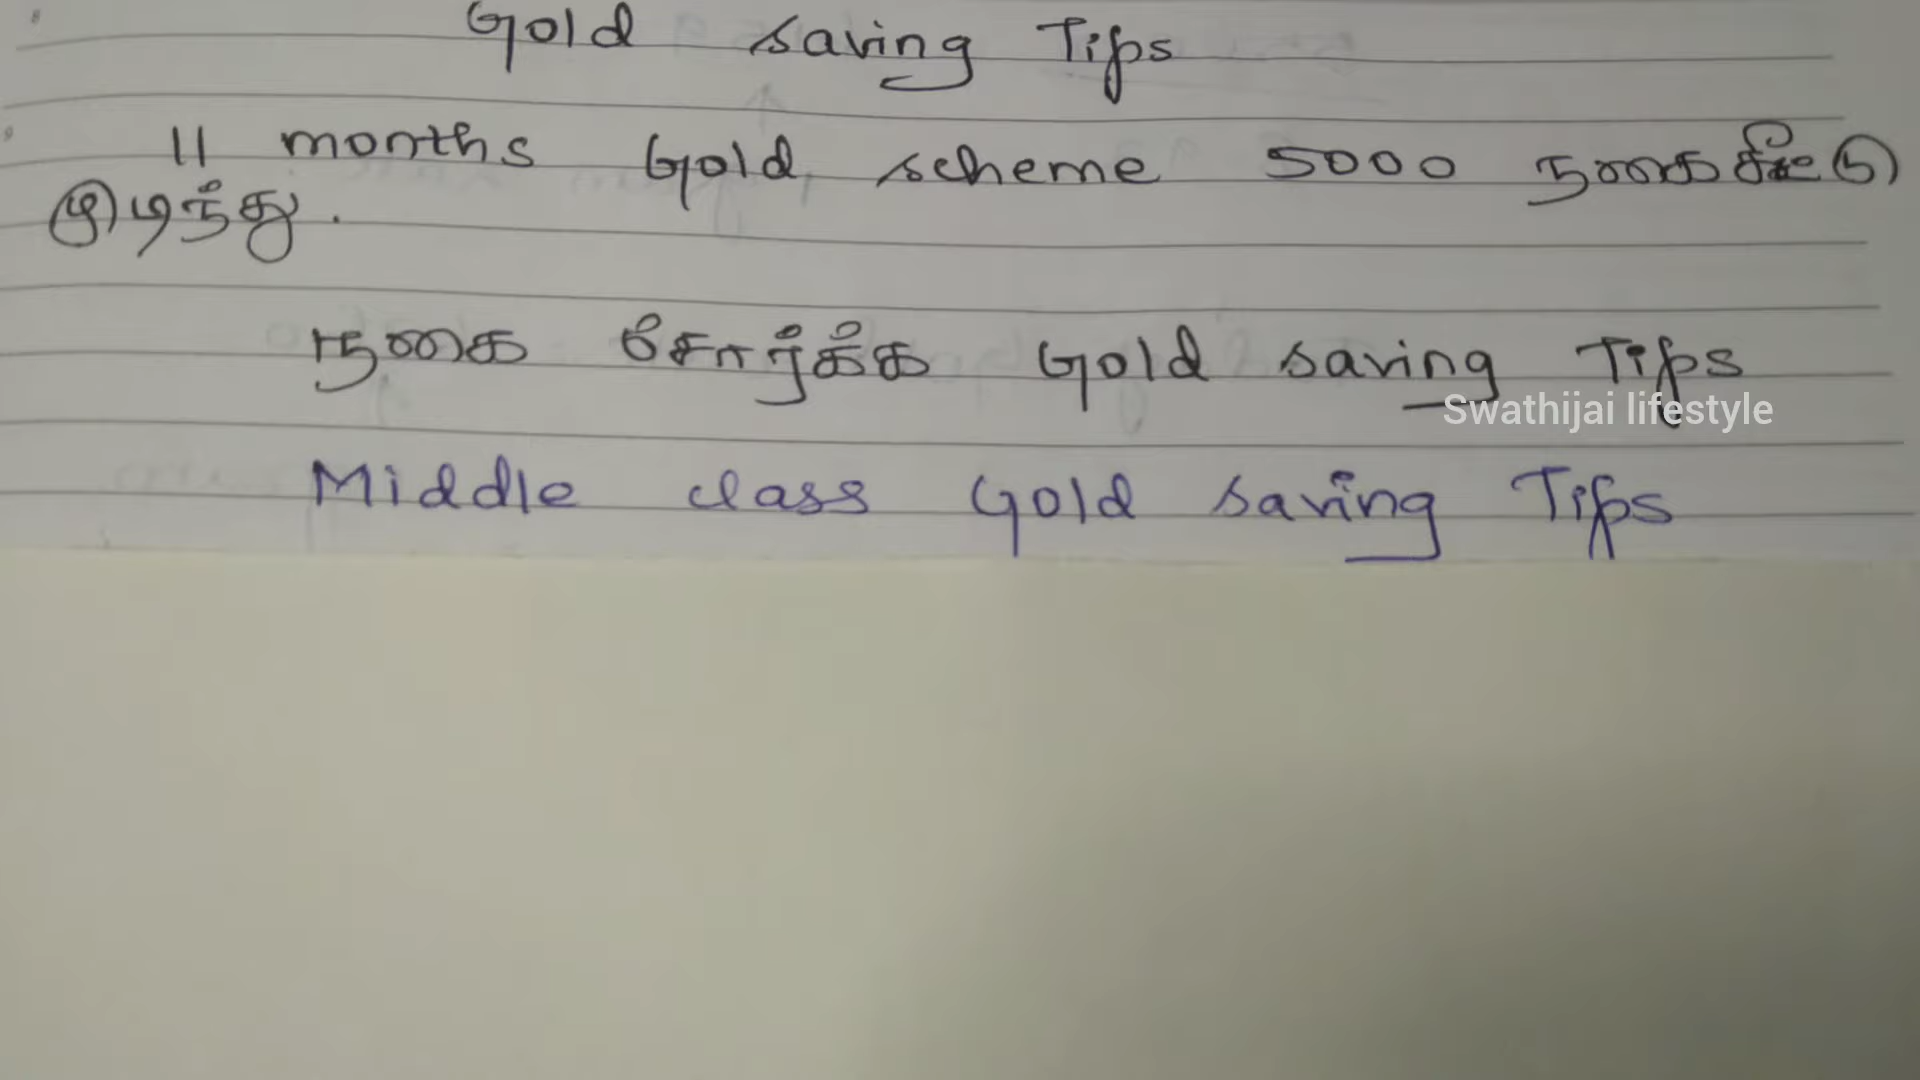 Gold saving Tips
11 months Gold scheme 5000 நகைசீட்டு
முடிந்து.
நகை சேர்க்க Gold saving Tips
Swathijai lifestyle
Middle class Gold saving Tips